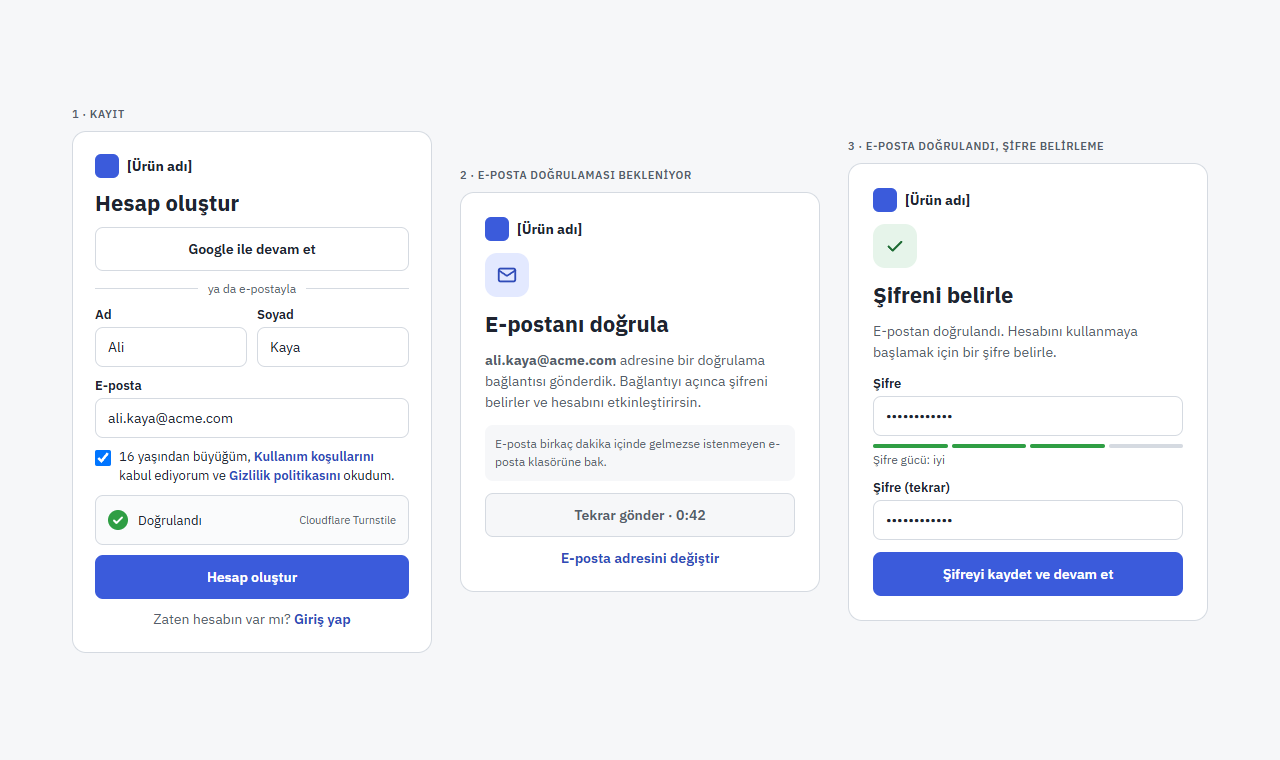 1 · KAYIT
[Ürün adı]
Hesap oluştur
Google ile devam et
ya da e-postayla
Ad
Soyad
Ali
Kaya
E-posta
ali.kaya@acme.com
16 yaşından büyüğüm, Kullanım koşullarını
kabul ediyorum ve Gizlilik politikasını okudum.
Doğrulandı
Cloudflare Turnstile
Hesap oluştur
Zaten hesabın var mı? Giriş yap
2 · E-POSTA DOĞRULAMASI BEKLENİYOR
[Ürün adı]
E-postanı doğrula
ali.kaya@acme.com adresine bir doğrulama
bağlantısı gönderdik. Bağlantıyı açınca şifreni
belirler ve hesabını etkinleştirirsin.
E-posta birkaç dakika içinde gelmezse istenmeyen e-
posta klasörüne bak.
Tekrar gönder · 0:42
E-posta adresini değiştir
3 · E-POSTA DOĞRULANDI, ŞİFRE BELİRLEME
[Ürün adı]
Şifreni belirle
E-postan doğrulandı. Hesabını kullanmaya
başlamak için bir şifre belirle.
Şifre
••••••••••••
Şifre gücü: iyi
Şifre (tekrar)
••••••••••••
Şifreyi kaydet ve devam et